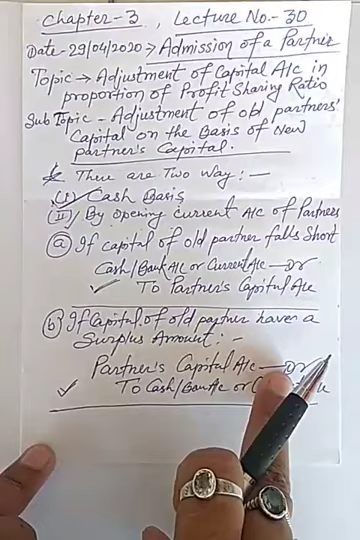 Chapter-3, Lecture No.-30
Date-29/04/2020 → Admission of a Partner
Topic → Adjustment of Capital A/c in
proportion of Profit Sharing Ratio
Sub Topic - Adjustment of old partners'
Capital on the Basis of New
partner's Capital.
* There are Two Way:—
(I) Cash Basis
(II) By opening current A/c of Partners
(a) If capital of old partner falls Short
Cash/Bank A/c or Current A/c — Dr
✓ To Partner's Capital A/c
(b) If Capital of old partner haves a
Surplus Amount:-
Partner's Capital A/c — Dr
✓ To Cash/Bank A/c or